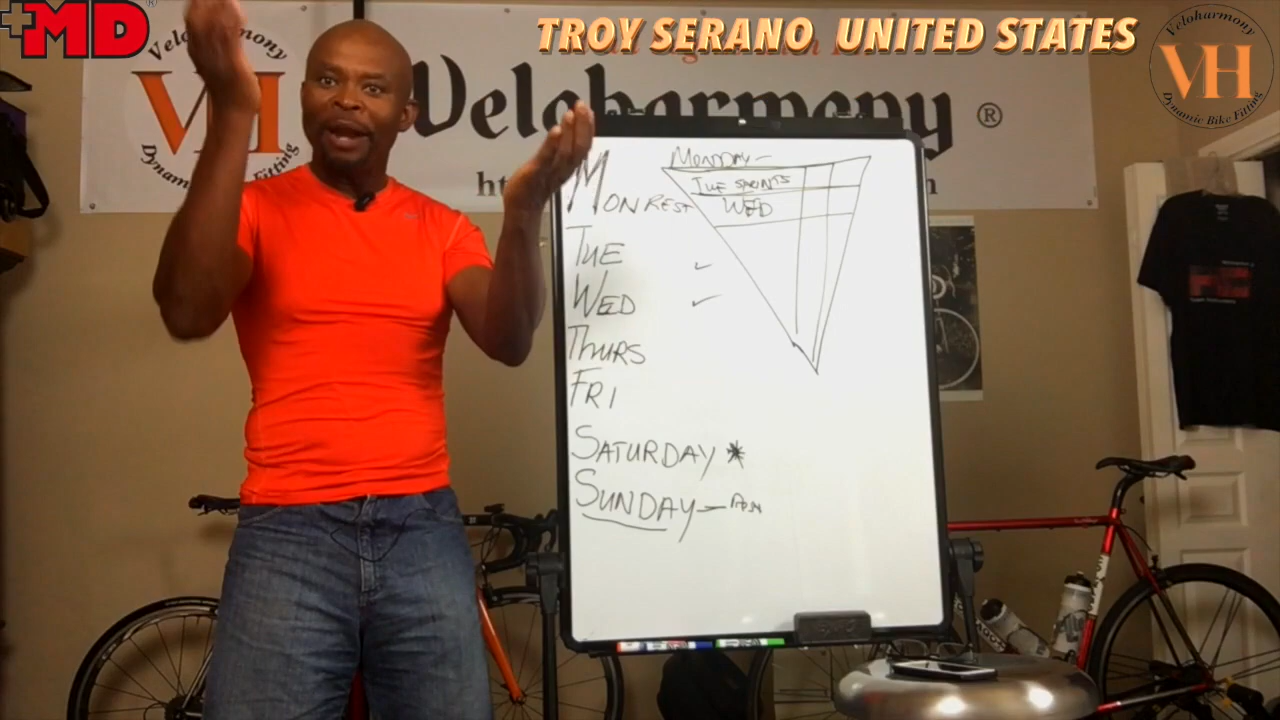 +MD®
TROY SERANO UNITED STATES
Veloharmony
VH
Dynamic Bike Fitting
Veloharmony
VH
Veloharmony ®
MONDAY—
TUE SPRINTS
WED
MON REST
TUE
WED
THURS
FRI
SATURDAY *
SUNDAY —